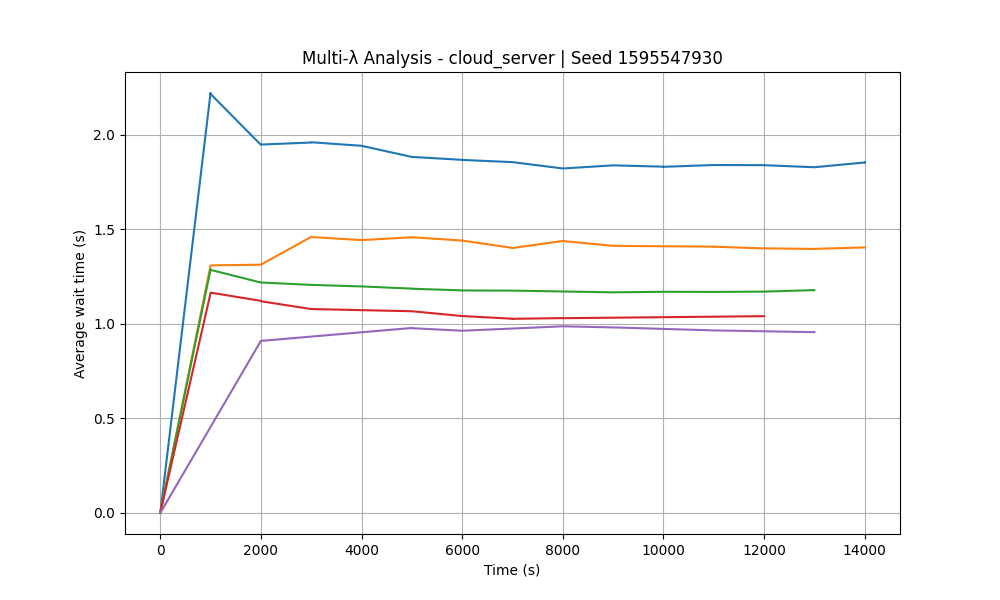 Multi-λ Analysis - cloud_server | Seed 1595547930
Average wait time (s)
2.0
1.5
1.0
0.5
0.0
0 2000 4000 6000 8000 10000 12000 14000
Time (s)